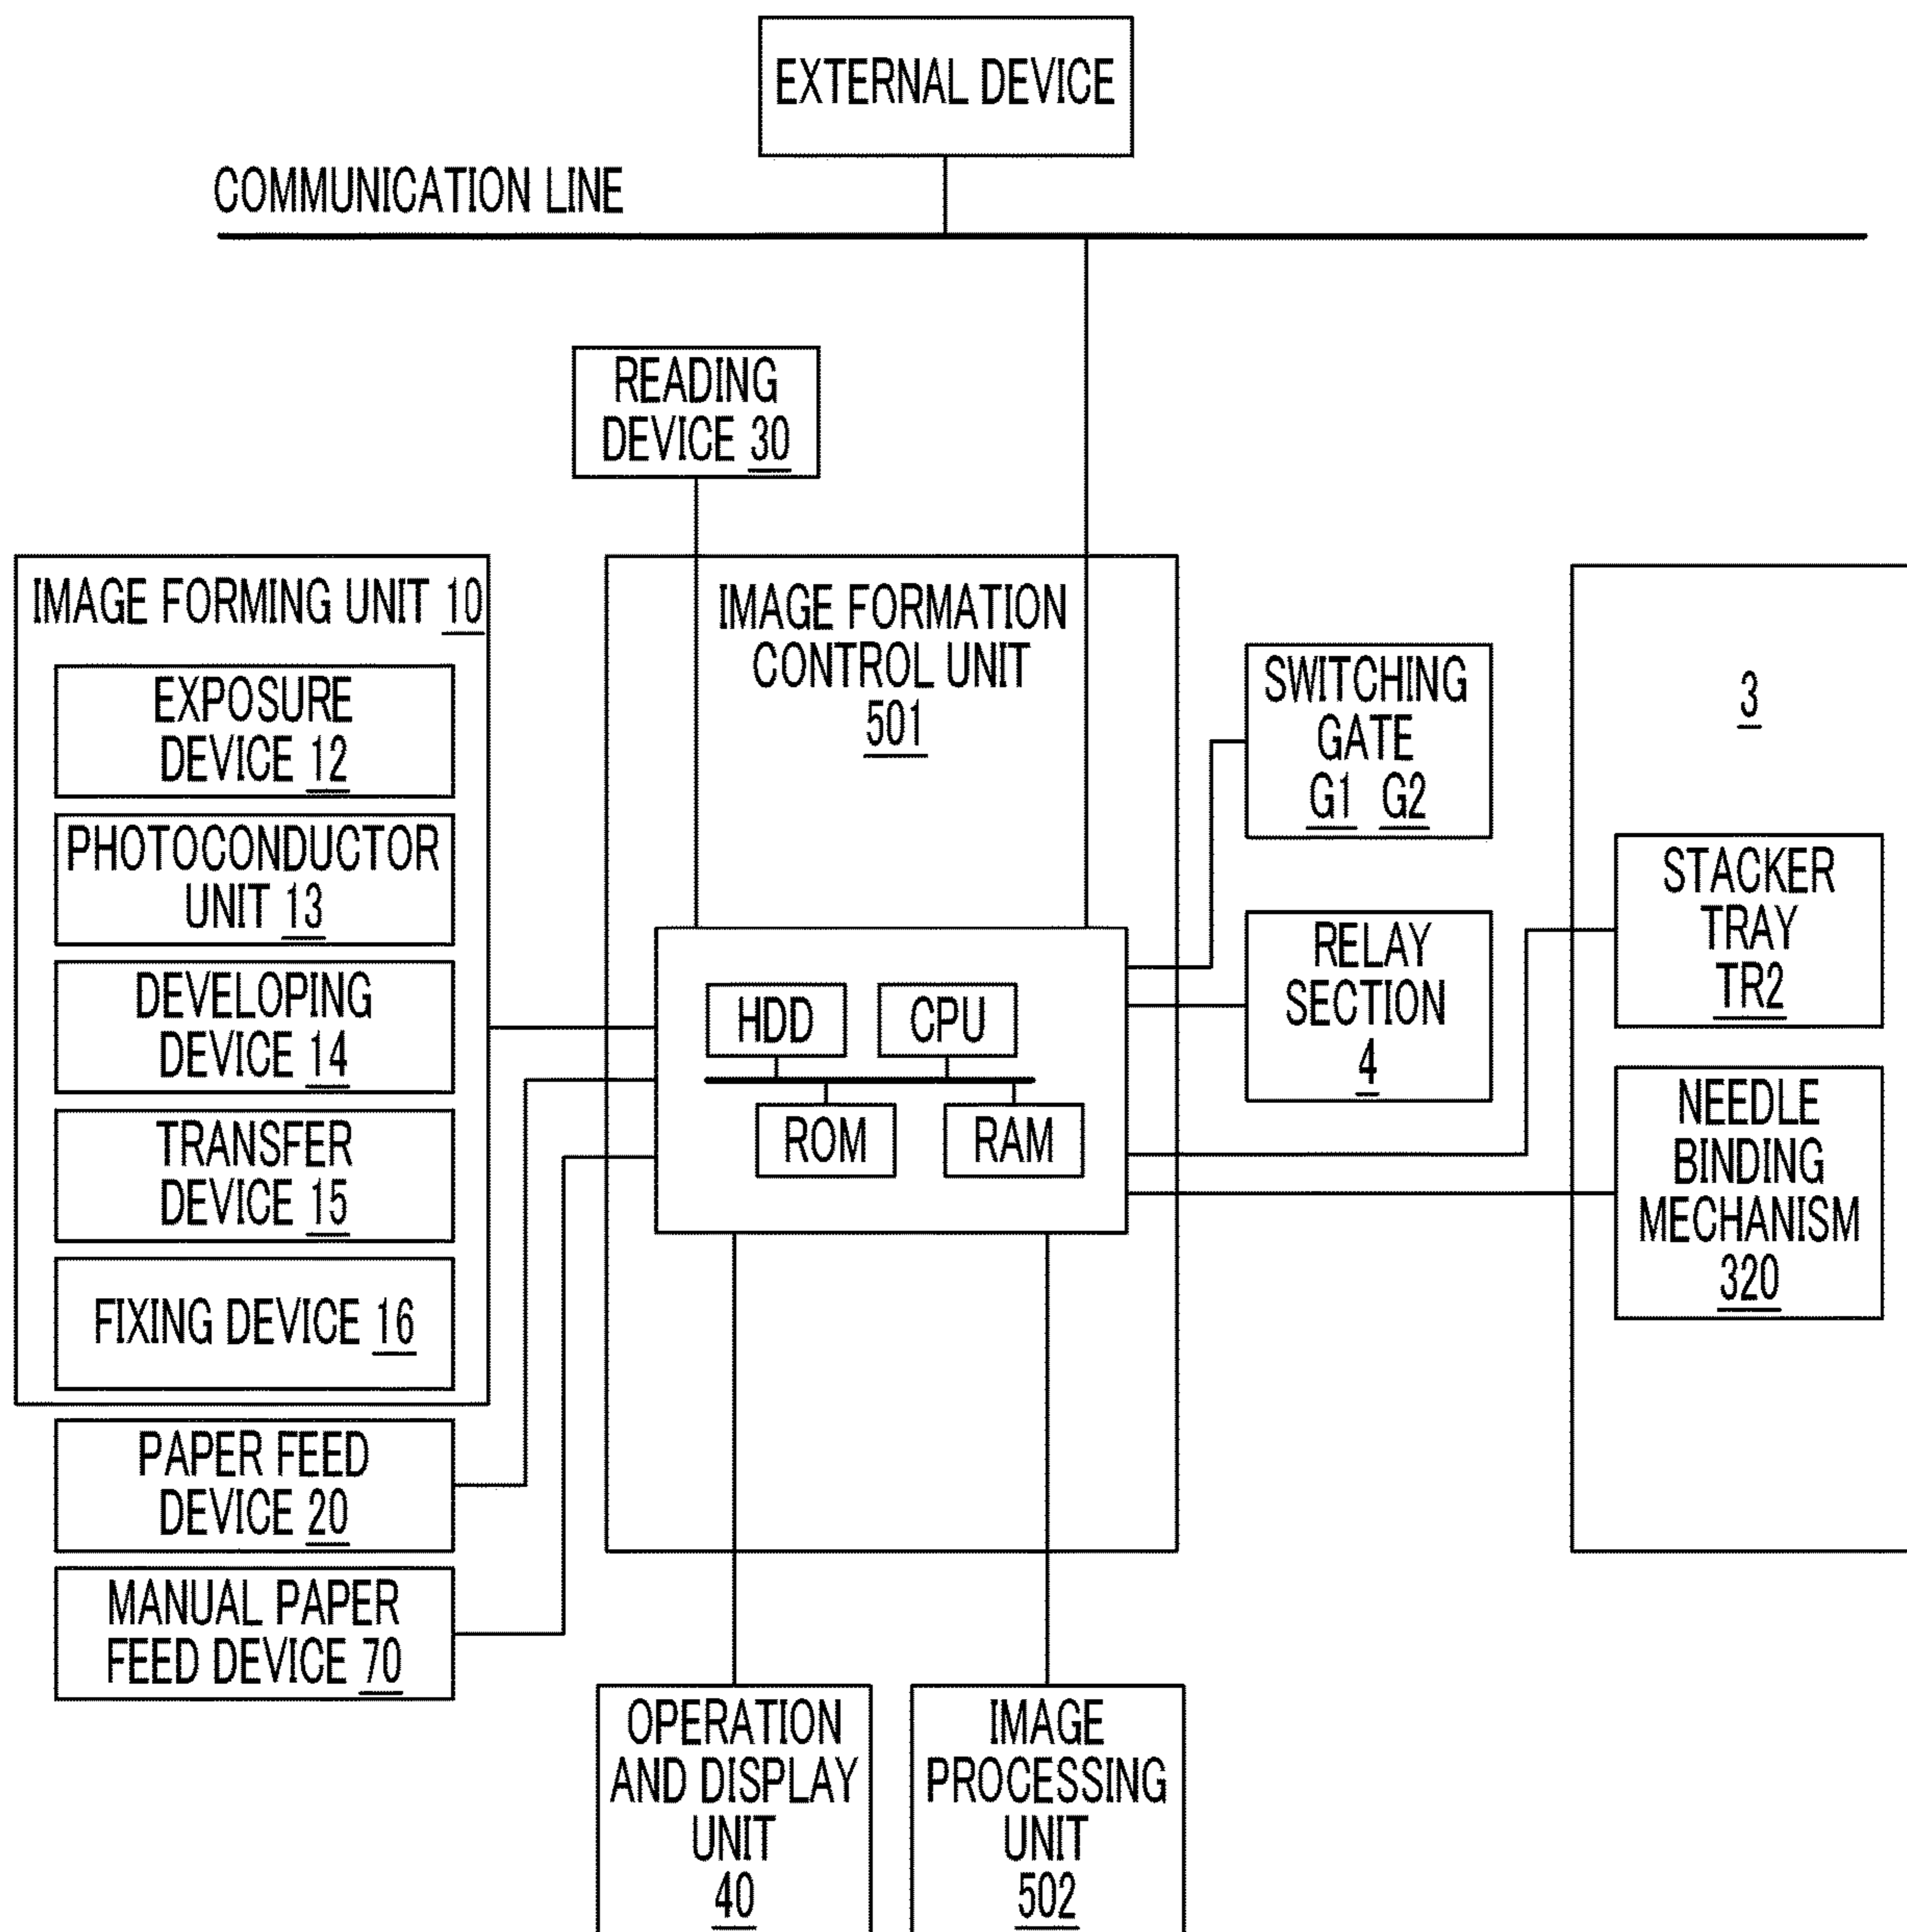 EXTERNAL DEVICE
COMMUNICATION LINE
READING
DEVICE 30
IMAGE FORMING UNIT 10
EXPOSURE
DEVICE 12
PHOTOCONDUCTOR
UNIT 13
DEVELOPING
DEVICE 14
TRANSFER
DEVICE 15
FIXING DEVICE 16
PAPER FEED
DEVICE 20
MANUAL PAPER
FEED DEVICE 70
IMAGE FORMATION
CONTROL UNIT
501
HDD
CPU
ROM
RAM
SWITCHING
GATE
G1 G2
RELAY
SECTION
4
3
STACKER
TRAY
TR2
NEEDLE
BINDING
MECHANISM
320
OPERATION
AND DISPLAY
UNIT
40
IMAGE
PROCESSING
UNIT
502